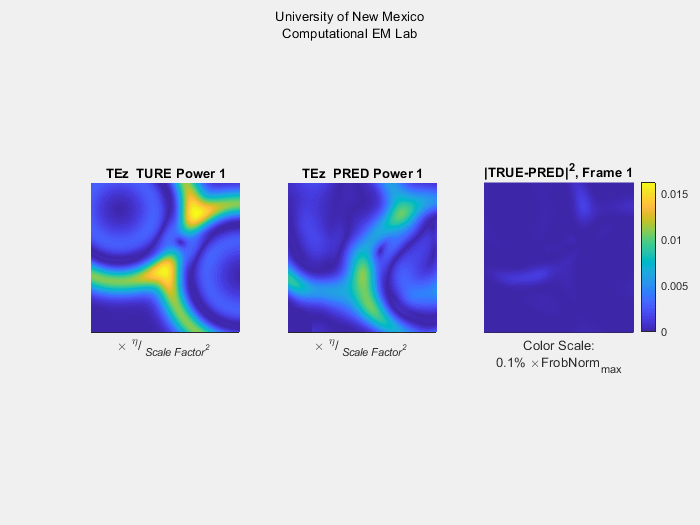 University of New Mexico
Computational EM Lab
TEz TURE Power 1
TEz PRED Power 1
|TRUE-PRED|², Frame 1
0.015
0.01
0.005
0
× η/ Scale Factor²
× η/ Scale Factor²
Color Scale:
0.1% ×FrobNorm_max